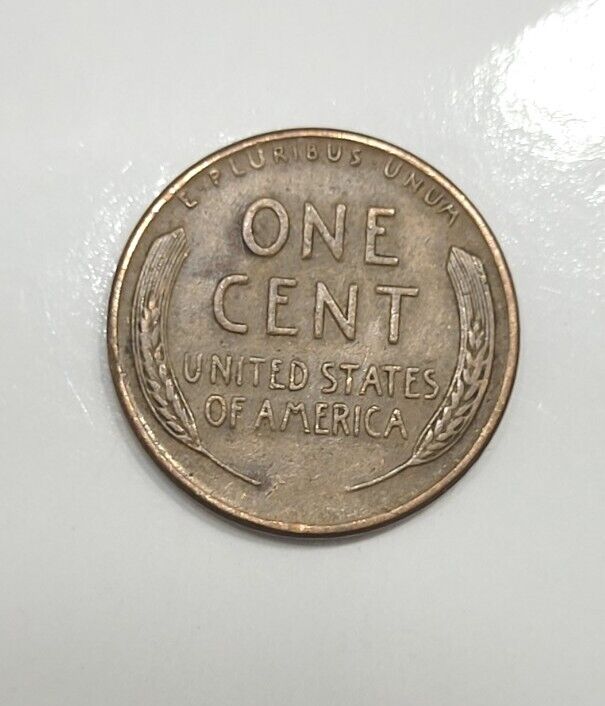 E·PLURIBUS·UNUM
ONE
CENT
UNITED STATES
OF AMERICA